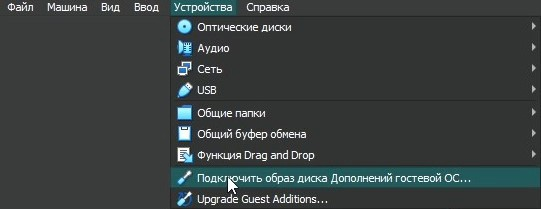 Файл Машина Вид Ввод Устройства Справка
Оптические диски
Аудио
Сеть
USB
Общие папки
Общий буфер обмена
Функция Drag and Drop
Подключить образ диска Дополнений гостевой ОС...
Upgrade Guest Additions...